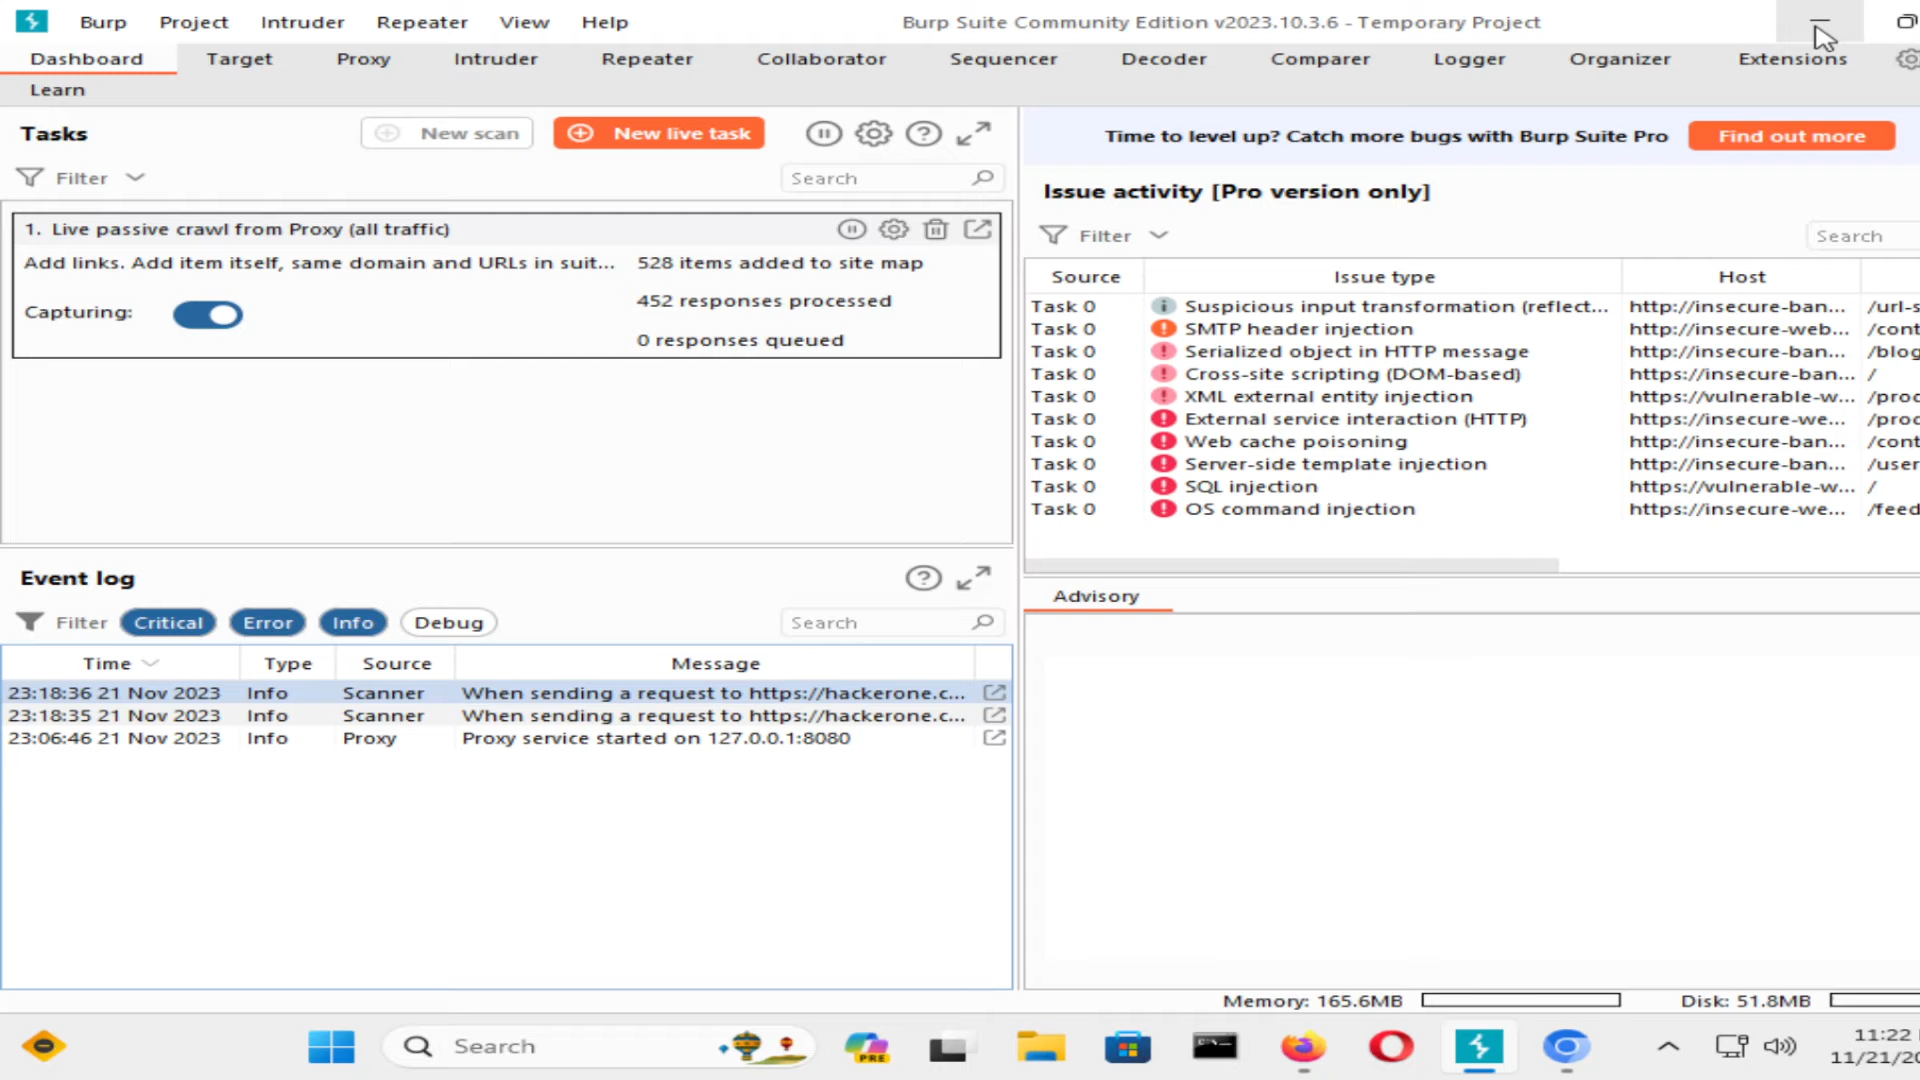 Burp Project Intruder Repeater View Help Burp Suite Community Edition v2023.10.3.6 - Temporary Project
Dashboard Target Proxy Intruder Repeater Collaborator Sequencer Decoder Comparer Logger Organizer Extensions
Learn
Tasks New scan New live task
Filter Search
1. Live passive crawl from Proxy (all traffic)
Add links. Add item itself, same domain and URLs in suit... 528 items added to site map
Capturing: 452 responses processed
0 responses queued
Time to level up? Catch more bugs with Burp Suite Pro Find out more
Issue activity [Pro version only]
Filter Search
Source Issue type Host
Task 0 Suspicious input transformation (reflect... http://insecure-ban... /url-s
Task 0 SMTP header injection http://insecure-web... /cont
Task 0 Serialized object in HTTP message http://insecure-ban... /blog
Task 0 Cross-site scripting (DOM-based) https://insecure-ban... /
Task 0 XML external entity injection https://vulnerable-w... /proc
Task 0 External service interaction (HTTP) https://insecure-we... /proc
Task 0 Web cache poisoning http://insecure-ban... /cont
Task 0 Server-side template injection http://insecure-ban... /user
Task 0 SQL injection https://vulnerable-w... /
Task 0 OS command injection https://insecure-we... /feed
Event log
Filter Critical Error Info Debug Search
Time Type Source Message
23:18:36 21 Nov 2023 Info Scanner When sending a request to https://hackerone.c...
23:18:35 21 Nov 2023 Info Scanner When sending a request to https://hackerone.c...
23:06:46 21 Nov 2023 Info Proxy Proxy service started on 127.0.0.1:8080
Advisory
Memory: 165.6MB Disk: 51.8MB
Search PRE 11:22
11/21/20